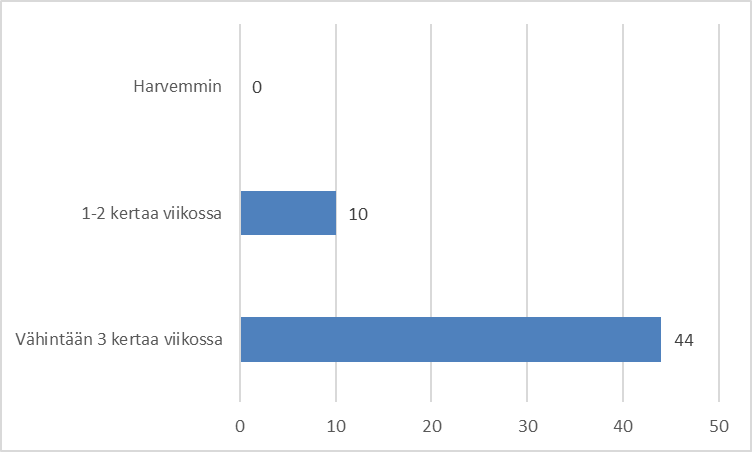 Harvemmin 0
1-2 kertaa viikossa 10
Vähintään 3 kertaa viikossa 44
0 10 20 30 40 50